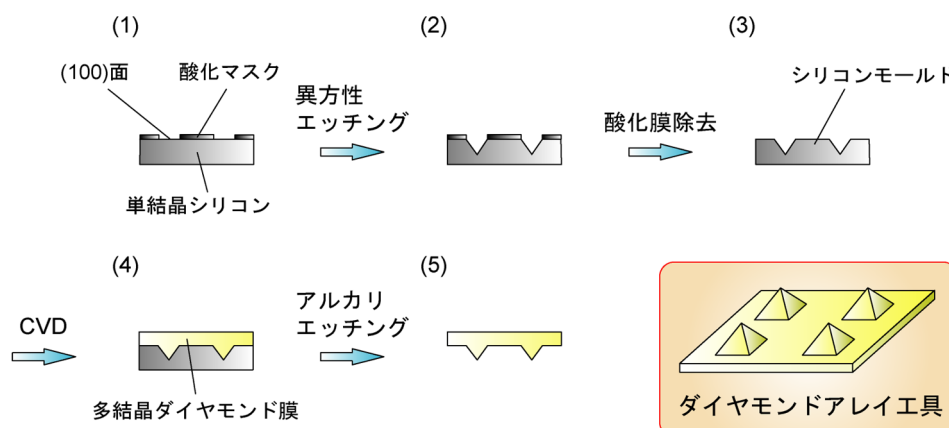 (1)
(100)面
酸化マスク
単結晶シリコン
異方性
エッチング
(2)
酸化膜除去
(3)
シリコンモールド
CVD
(4)
多結晶ダイヤモンド膜
アルカリ
エッチング
(5)
ダイヤモンドアレイ工具